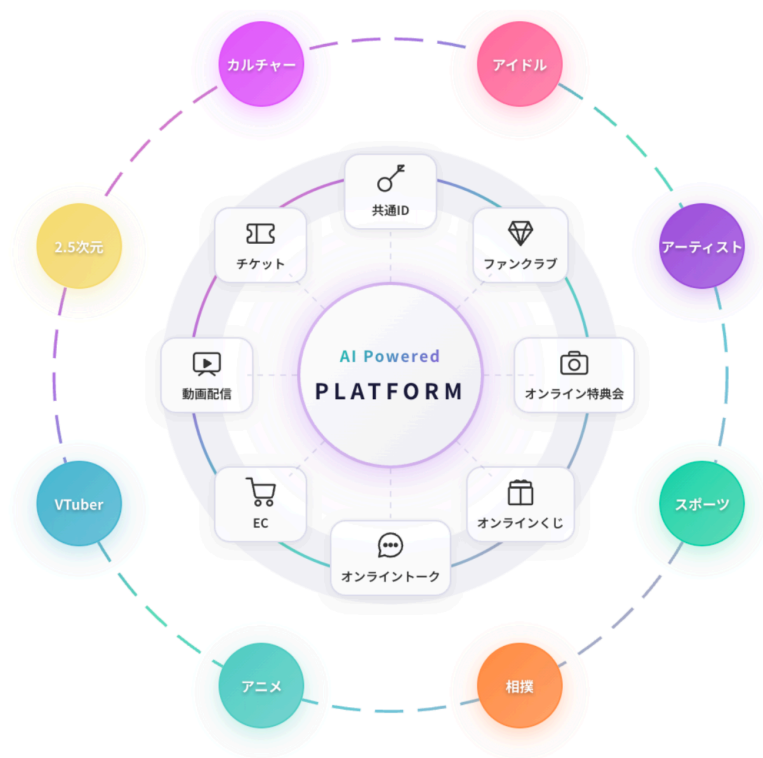 カルチャー
アイドル
2.5次元
アーティスト
共通ID
チケット
ファンクラブ
AI Powered
PLATFORM
動画配信
オンライン特典会
EC
オンラインくじ
オンライントーク
VTuber
スポーツ
アニメ
相撲